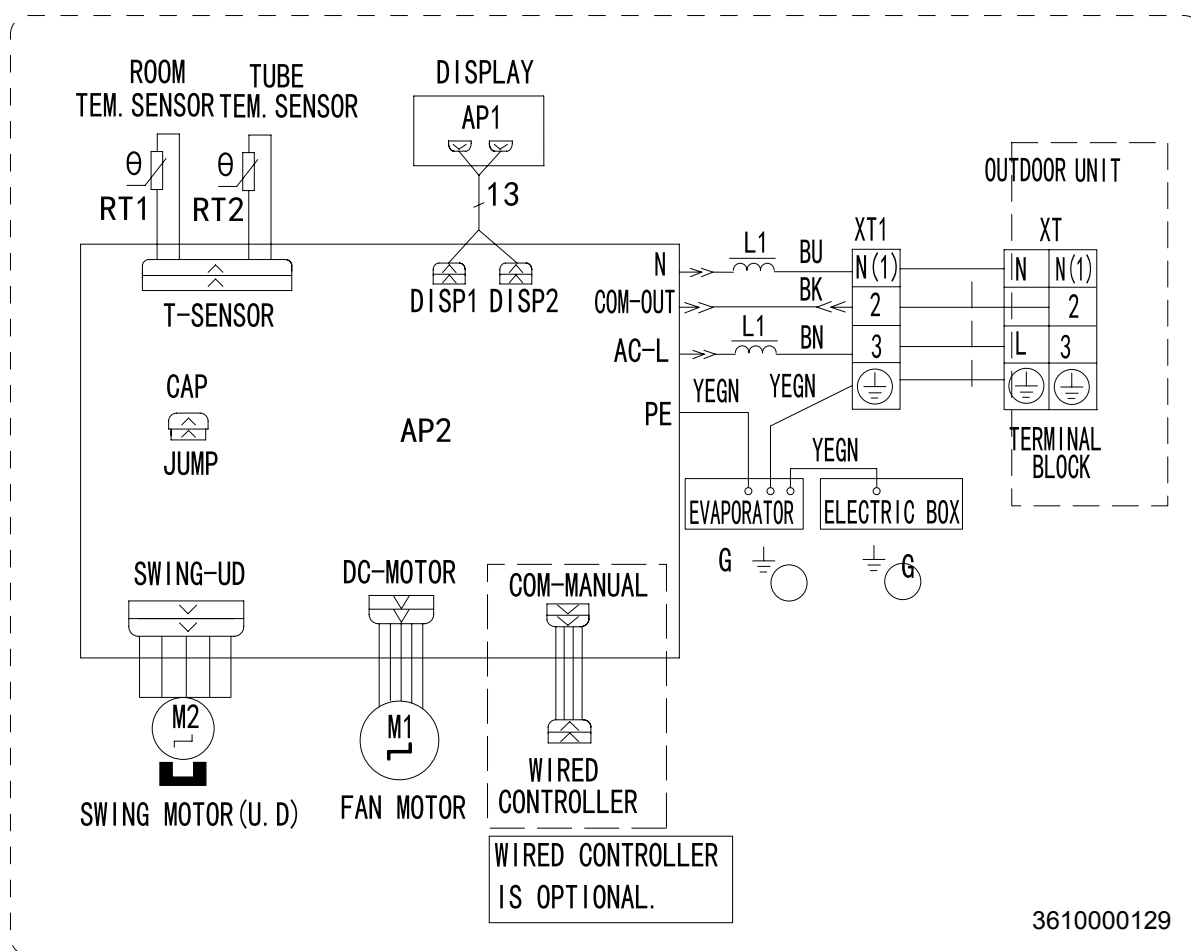 ROOM
TEM. SENSOR
TUBE
TEM. SENSOR
DISPLAY
AP1
θ
RT1
θ
RT2
13
OUTDOOR UNIT
XT1
XT
N
L1
BU
N(1)
N
N(1)
COM-OUT
BK
2
2
AC-L
L1
BN
3
L
3
T-SENSOR
DISP1
DISP2
CAP
JUMP
AP2
PE
YEGN
YEGN
YEGN
TERMINAL
BLOCK
EVAPORATOR
ELECTRIC BOX
G
G
SWING-UD
DC-MOTOR
COM-MANUAL
M2
M1
SWING MOTOR(U.D)
FAN MOTOR
WIRED
CONTROLLER
WIRED CONTROLLER
IS OPTIONAL.
3610000129